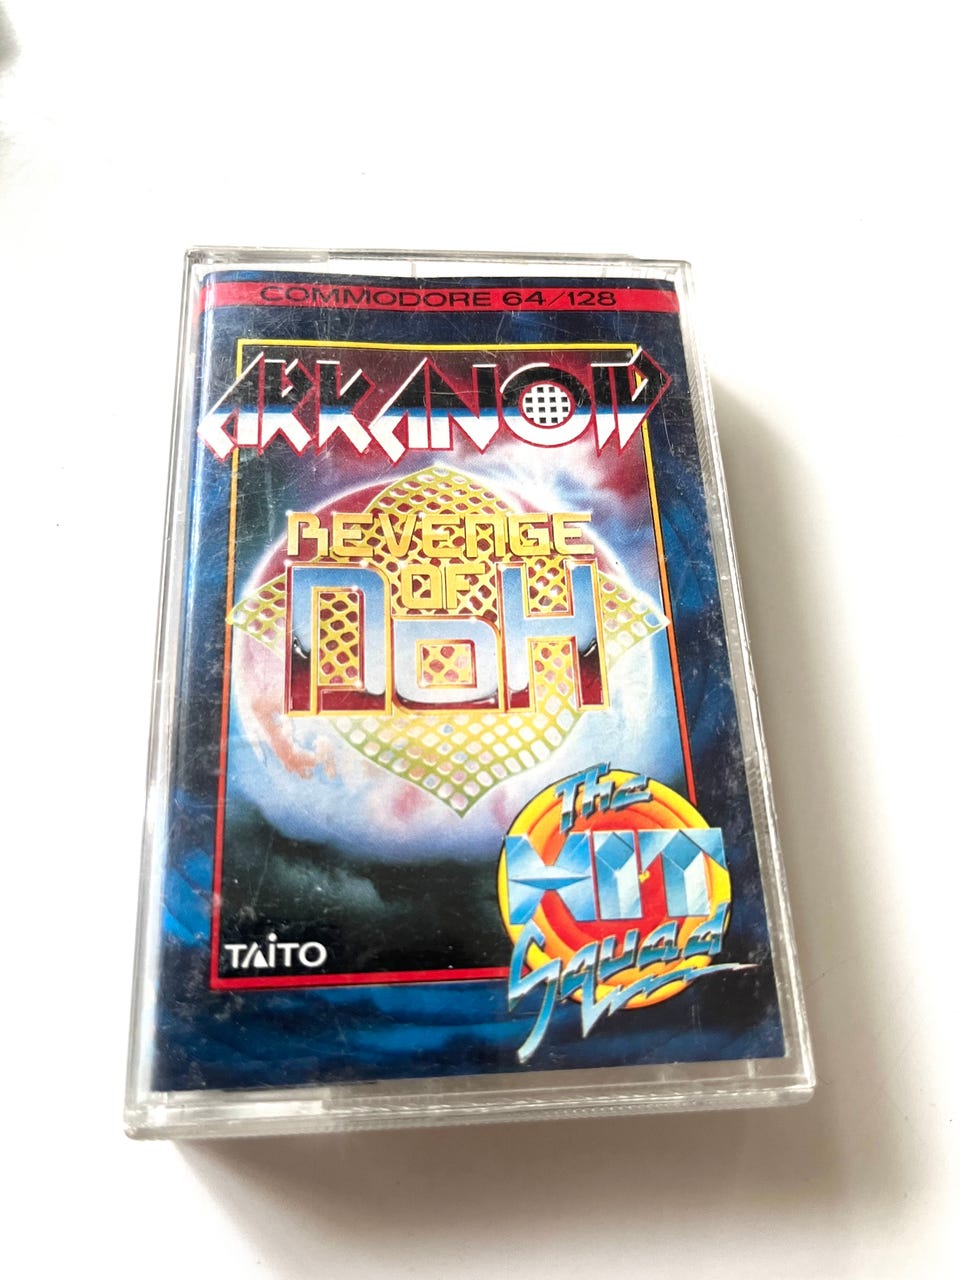 COMMODORE 64/128
ARKANOID
REVENGE
OF
DOH
The
HIT
Squad
TAITO